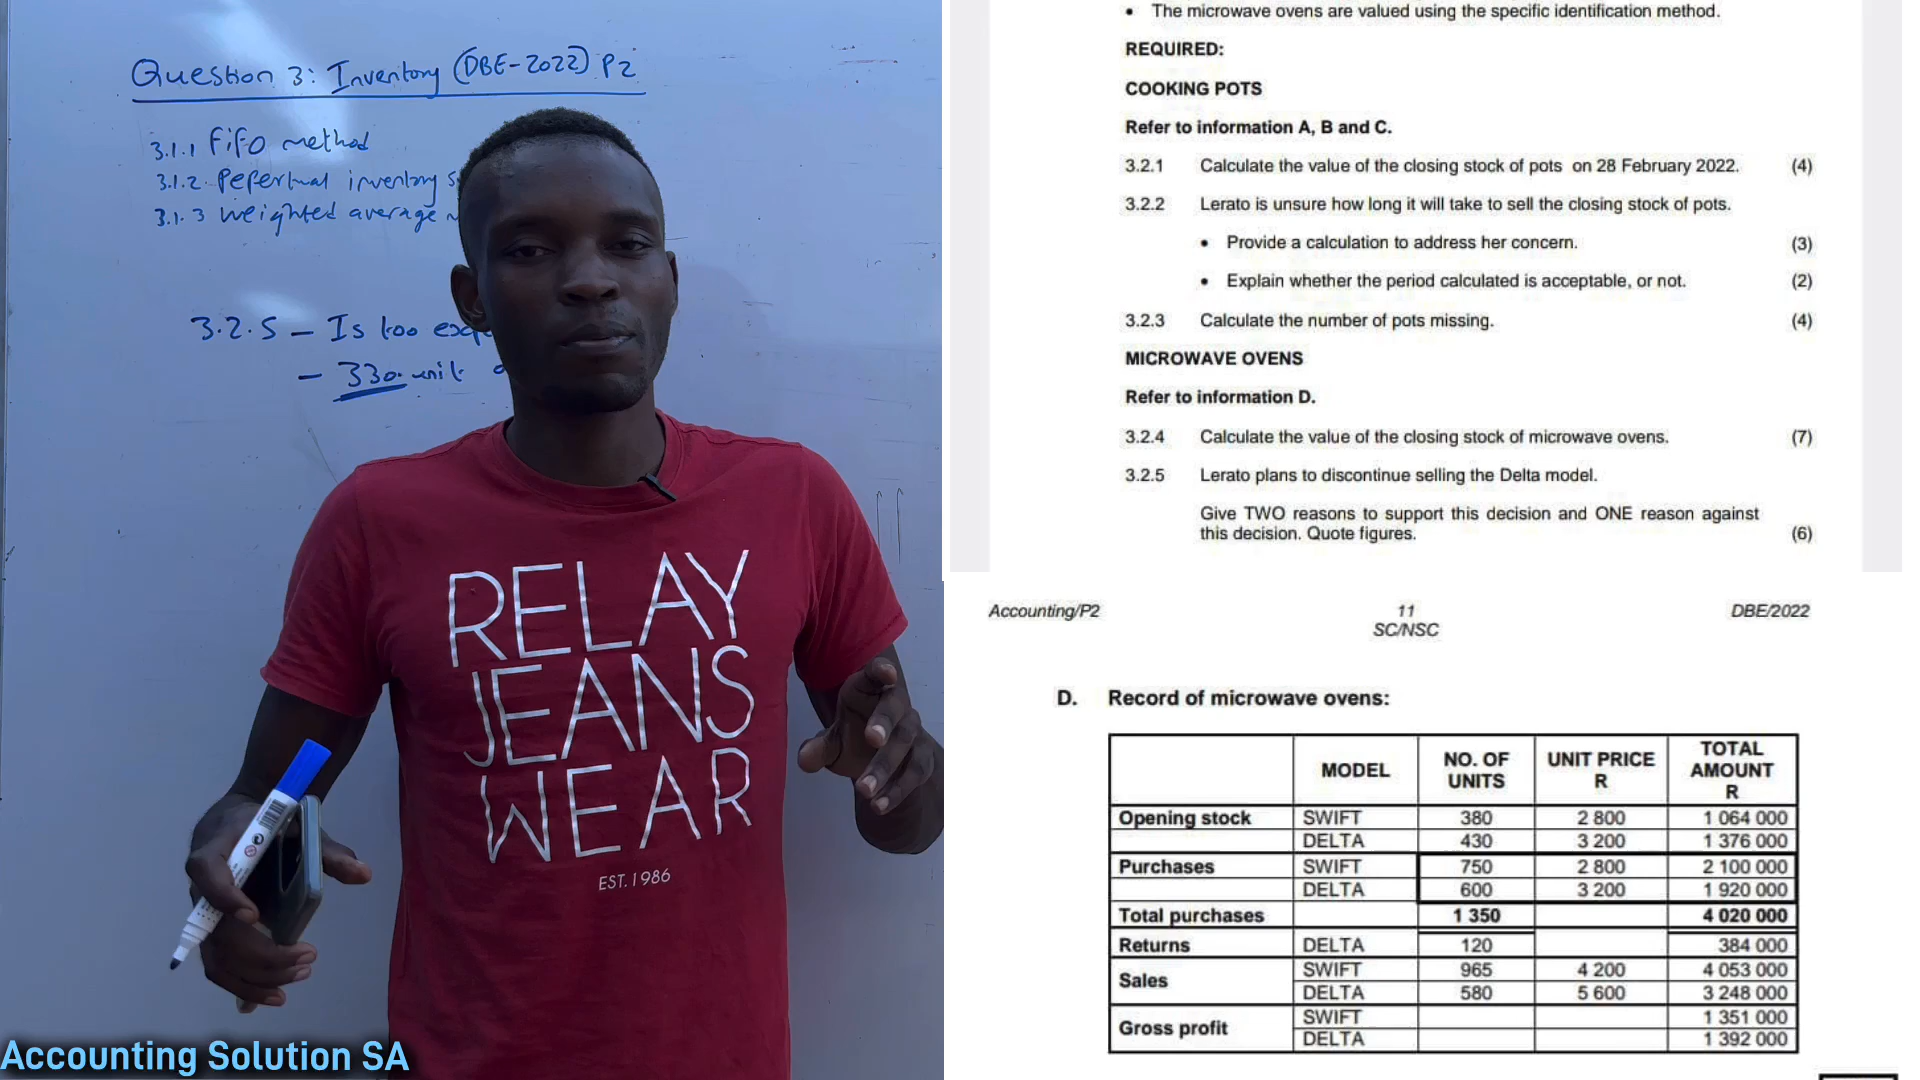 Question 3: Inventory (DBE-2022) P2
3.1.1 FifO method
3.1.2 Pepertual inventory s
3.1.3 Weighted average
3.2.5 – Is too exp
– 330 unit
RELAY
JEANS
WEAR
EST. 1986
Accounting Solution SA
• The microwave ovens are valued using the specific identification method.
REQUIRED:
COOKING POTS
Refer to information A, B and C.
3.2.1 Calculate the value of the closing stock of pots on 28 February 2022. (4)
3.2.2 Lerato is unsure how long it will take to sell the closing stock of pots.
• Provide a calculation to address her concern. (3)
• Explain whether the period calculated is acceptable, or not. (2)
3.2.3 Calculate the number of pots missing. (4)
MICROWAVE OVENS
Refer to information D.
3.2.4 Calculate the value of the closing stock of microwave ovens. (7)
3.2.5 Lerato plans to discontinue selling the Delta model.
Give TWO reasons to support this decision and ONE reason against
this decision. Quote figures. (6)
Accounting/P2 11 DBE/2022
SC/NSC
D. Record of microwave ovens:
MODEL NO. OF UNITS UNIT PRICE R TOTAL AMOUNT R
Opening stock SWIFT 380 2 800 1 064 000
DELTA 430 3 200 1 376 000
Purchases SWIFT 750 2 800 2 100 000
DELTA 600 3 200 1 920 000
Total purchases 1 350 4 020 000
Returns DELTA 120 384 000
Sales SWIFT 965 4 200 4 053 000
DELTA 580 5 600 3 248 000
Gross profit SWIFT 1 351 000
DELTA 1 392 000